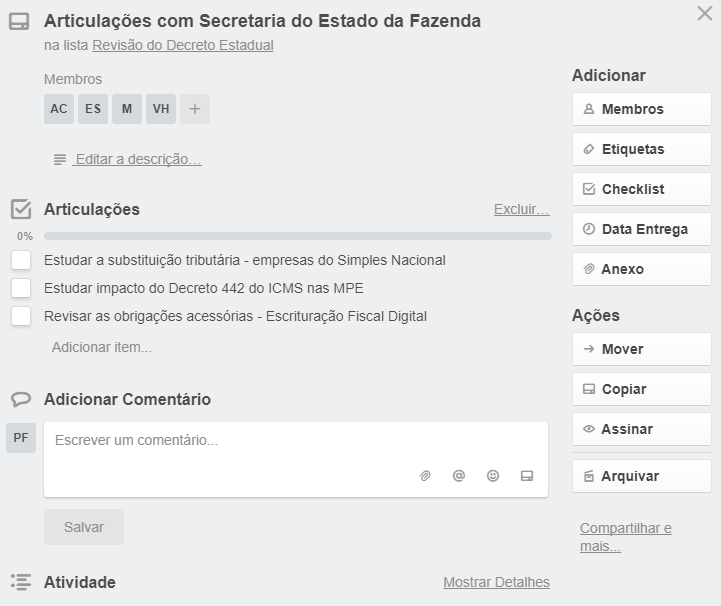 Articulações com Secretaria do Estado da Fazenda
na lista Revisão do Decreto Estadual
Membros
AC ES M VH +
Editar a descrição...
Articulações
Excluir...
0%
Estudar a substituição tributária - empresas do Simples Nacional
Estudar impacto do Decreto 442 do ICMS nas MPE
Revisar as obrigações acessórias - Escrituração Fiscal Digital
Adicionar item...
Adicionar Comentário
PF
Escrever um comentário...
@
Salvar
Atividade
Mostrar Detalhes
Adicionar
Membros
Etiquetas
Checklist
Data Entrega
Anexo
Ações
Mover
Copiar
Assinar
Arquivar
Compartilhar e
mais...